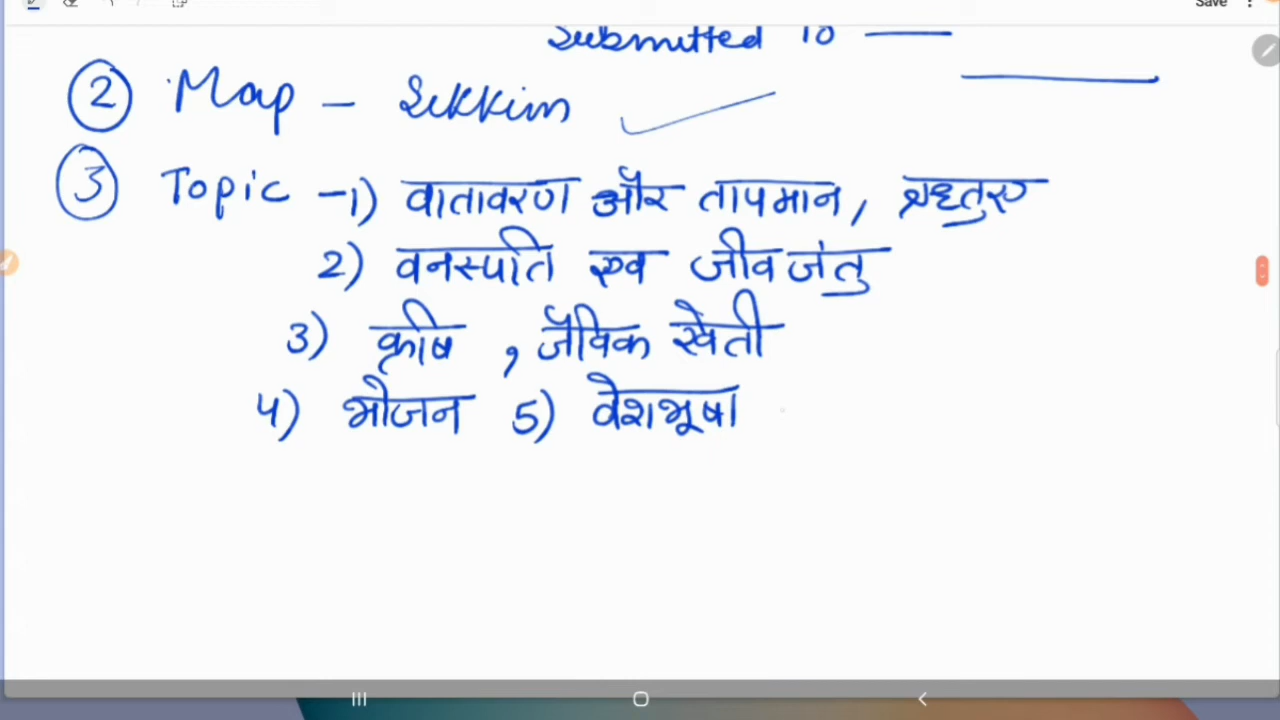 Save
Submitted to
② Map - Sikkim
③ Topic -1) वातावरण और तापमान, ऋतुए
2) वनस्पति एव जीव जंतु
3) कृषि , जैविक खेती
4) भोजन 5) वेशभूषा